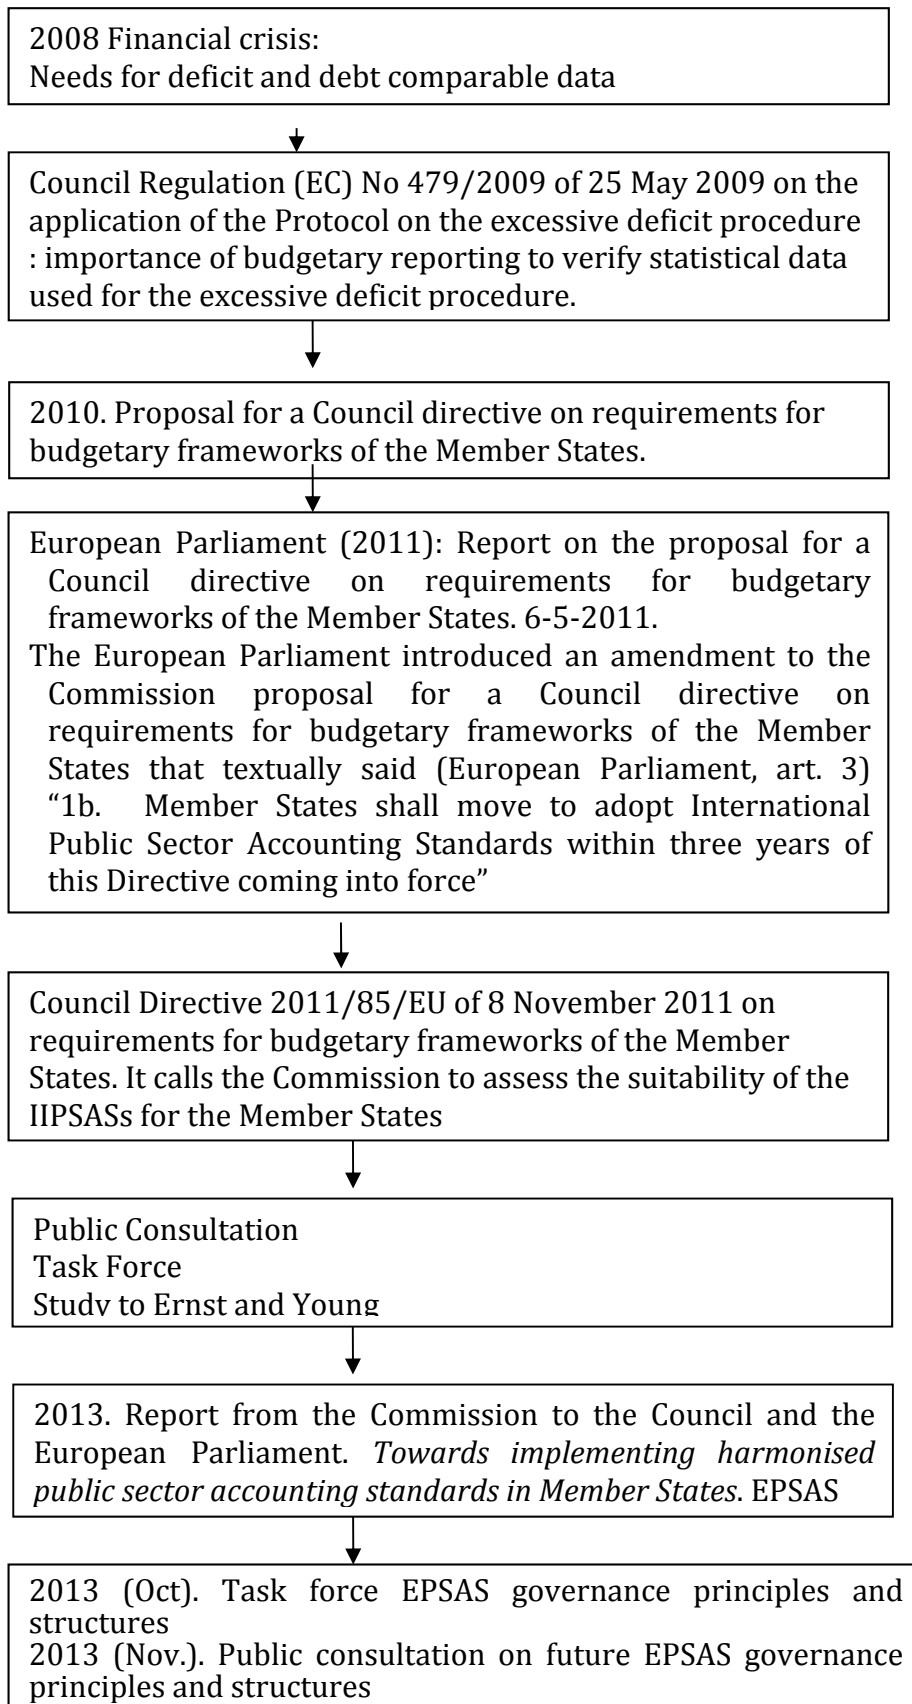 2008 Financial crisis:
Needs for deficit and debt comparable data
Council Regulation (EC) No 479/2009 of 25 May 2009 on the
application of the Protocol on the excessive deficit procedure
: importance of budgetary reporting to verify statistical data
used for the excessive deficit procedure.
2010. Proposal for a Council directive on requirements for
budgetary frameworks of the Member States.
European Parliament (2011): Report on the proposal for a
Council directive on requirements for budgetary
frameworks of the Member States. 6-5-2011.
The European Parliament introduced an amendment to the
Commission proposal for a Council directive on
requirements for budgetary frameworks of the Member
States that textually said (European Parliament, art. 3)
“1b. Member States shall move to adopt International
Public Sector Accounting Standards within three years of
this Directive coming into force”
Council Directive 2011/85/EU of 8 November 2011 on
requirements for budgetary frameworks of the Member
States. It calls the Commission to assess the suitability of the
IIPSASs for the Member States
Public Consultation
Task Force
Study to Ernst and Young
2013. Report from the Commission to the Council and the
European Parliament. Towards implementing harmonised
public sector accounting standards in Member States. EPSAS
2013 (Oct). Task force EPSAS governance principles and
structures
2013 (Nov.). Public consultation on future EPSAS governance
principles and structures